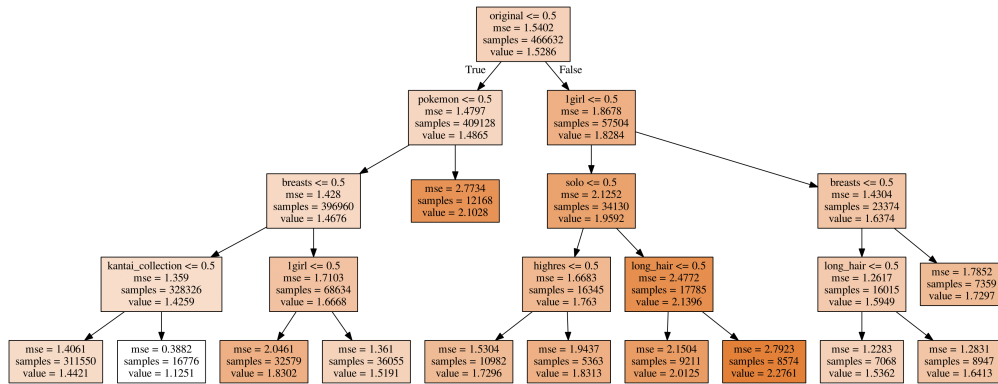 original <= 0.5
mse = 1.5402
samples = 466632
value = 1.5286
True
False
pokemon <= 0.5
mse = 1.4797
samples = 409128
value = 1.4865
1girl <= 0.5
mse = 1.8678
samples = 57504
value = 1.8284
breasts <= 0.5
mse = 1.428
samples = 396960
value = 1.4676
mse = 2.7734
samples = 12168
value = 2.1028
solo <= 0.5
mse = 2.1252
samples = 34130
value = 1.9592
breasts <= 0.5
mse = 1.4304
samples = 23374
value = 1.6374
kantai_collection <= 0.5
mse = 1.359
samples = 328326
value = 1.4259
1girl <= 0.5
mse = 1.7103
samples = 68634
value = 1.6668
highres <= 0.5
mse = 1.6683
samples = 16345
value = 1.763
long_hair <= 0.5
mse = 2.4772
samples = 17785
value = 2.1396
long_hair <= 0.5
mse = 1.2617
samples = 16015
value = 1.5949
mse = 1.7852
samples = 7359
value = 1.7297
mse = 1.4061
samples = 311550
value = 1.4421
mse = 0.3882
samples = 16776
value = 1.1251
mse = 2.0461
samples = 32579
value = 1.8302
mse = 1.361
samples = 36055
value = 1.5191
mse = 1.5304
samples = 10982
value = 1.7296
mse = 1.9437
samples = 5363
value = 1.8313
mse = 2.1504
samples = 9211
value = 2.0125
mse = 2.7923
samples = 8574
value = 2.2761
mse = 1.2283
samples = 7068
value = 1.5362
mse = 1.2831
samples = 8947
value = 1.6413